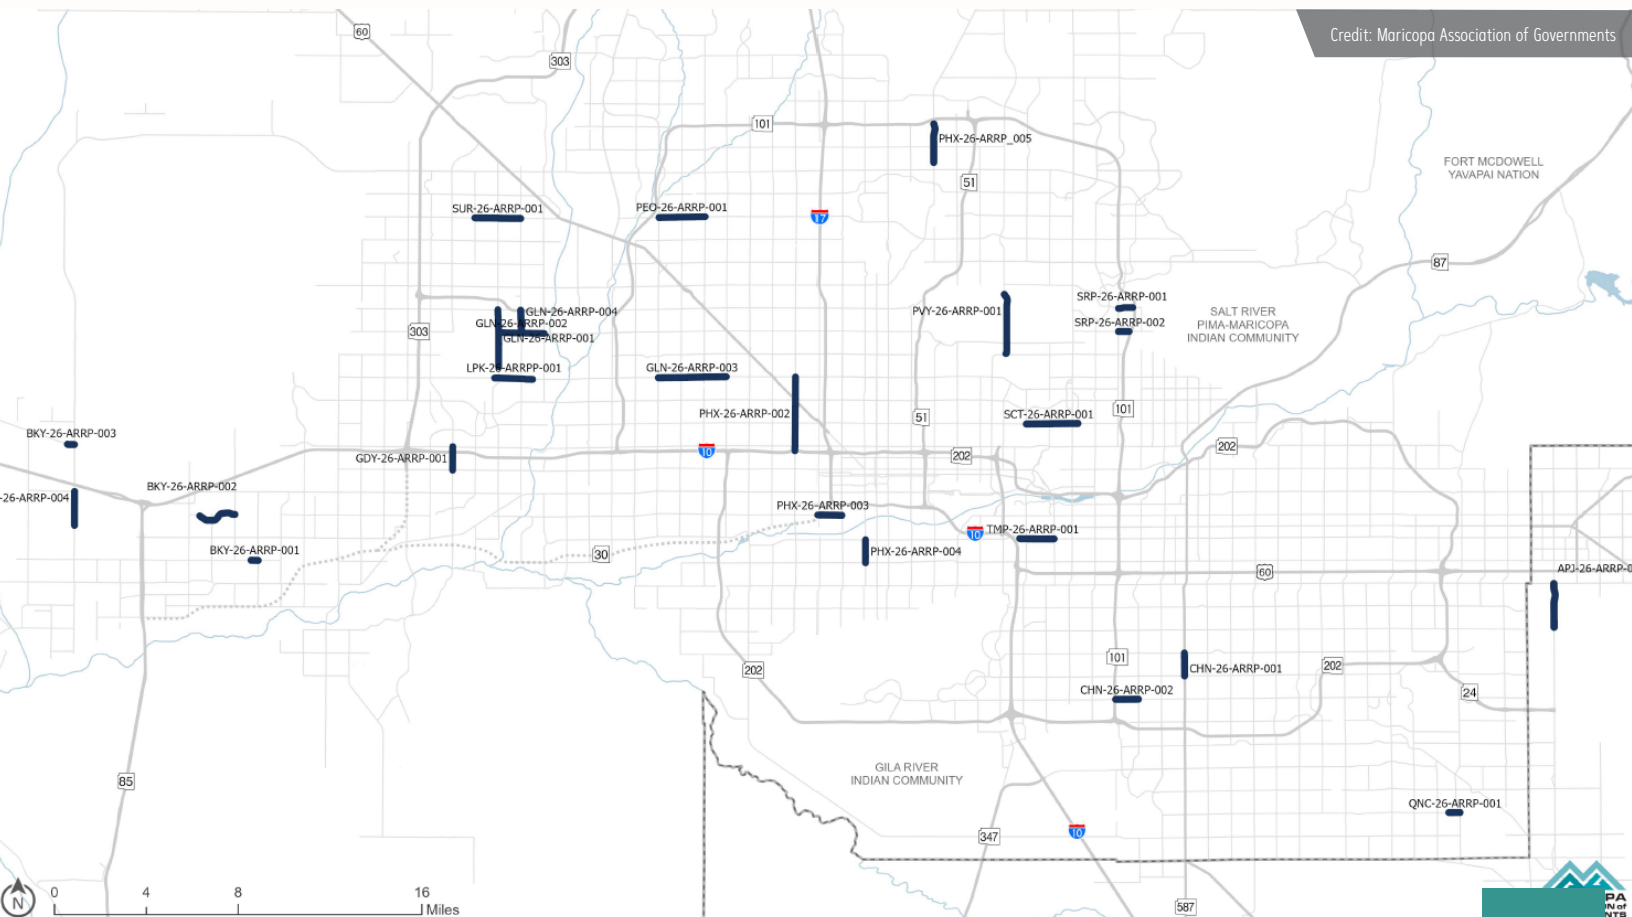 Credit: Maricopa Association of Governments
60
303
101
PHX-26-ARRP_005
FORT MCDOWELL
YAVAPAI NATION
51
SUR-26-ARRP-001
PEO-26-ARRP-001
17
87
SRP-26-ARRP-001
PVY-26-ARRP-001
SRP-26-ARRP-002
SALT RIVER
PIMA-MARICOPA
INDIAN COMMUNITY
GLN-26-ARRP-004
GLN-26-ARRP-002
GLN-26-ARRP-001
303
LPK-26-ARRPP-001
GLN-26-ARRP-003
PHX-26-ARRP-002
51
SCT-26-ARRP-001
101
BKY-26-ARRP-003
GDY-26-ARRP-001
10
202
202
BKY-26-ARRP-002
-26-ARRP-004
PHX-26-ARRP-003
10
TMP-26-ARRP-001
BKY-26-ARRP-001
30
PHX-26-ARRP-004
60
APJ-26-ARRP-0
202
101
CHN-26-ARRP-001
202
CHN-26-ARRP-002
24
GILA RIVER
INDIAN COMMUNITY
85
QNC-26-ARRP-001
347
10
587
N
0 4 8 16
Miles
PA
N of
NTS